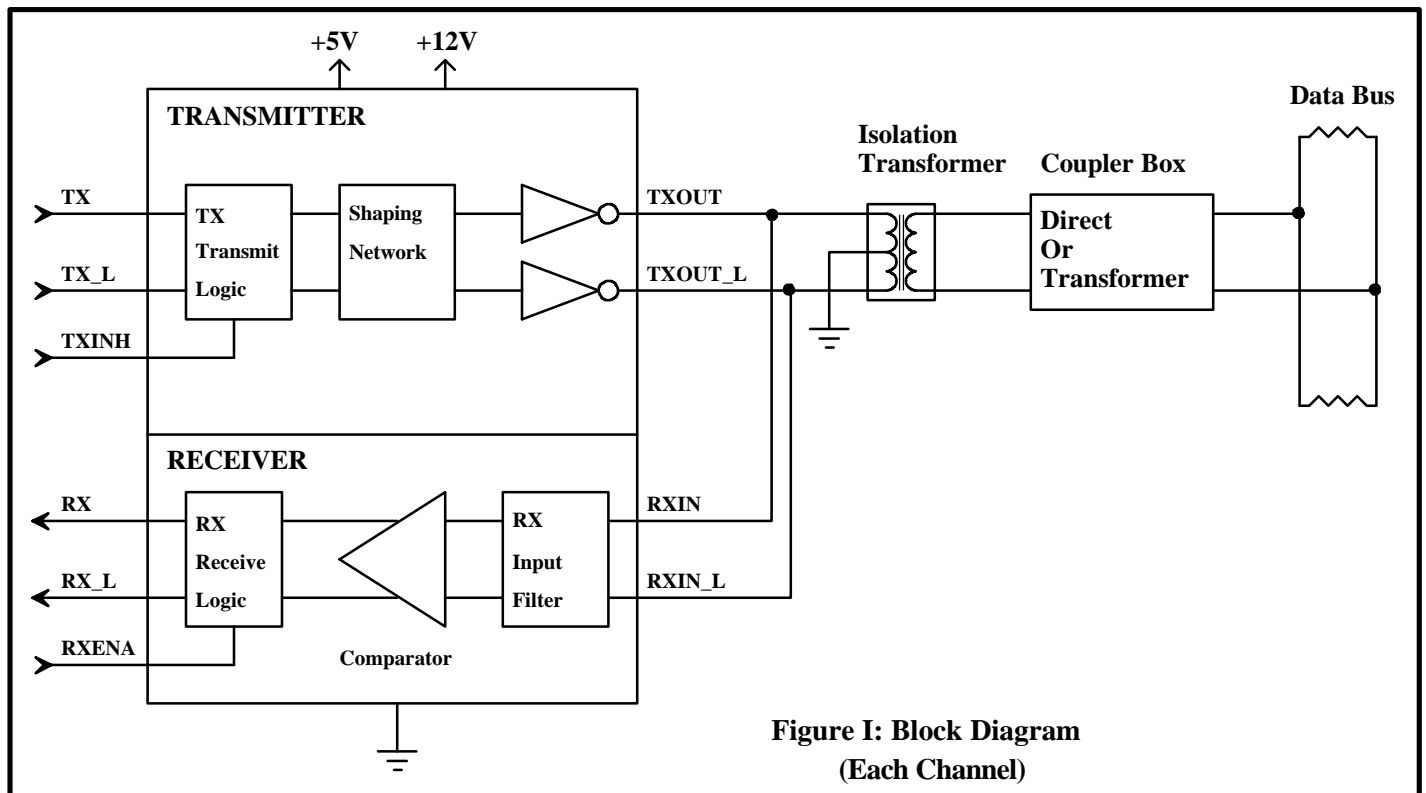 +5V +12V
TRANSMITTER
Data Bus
Isolation
Transformer
Coupler Box
TX
TX_L
TXINH
TX
Transmit
Logic
Shaping
Network
TXOUT
TXOUT_L
Direct
Or
Transformer
RECEIVER
RX
RX_L
RXENA
RX
Receive
Logic
Comparator
RX
Input
Filter
RXIN
RXIN_L
Figure I: Block Diagram
(Each Channel)